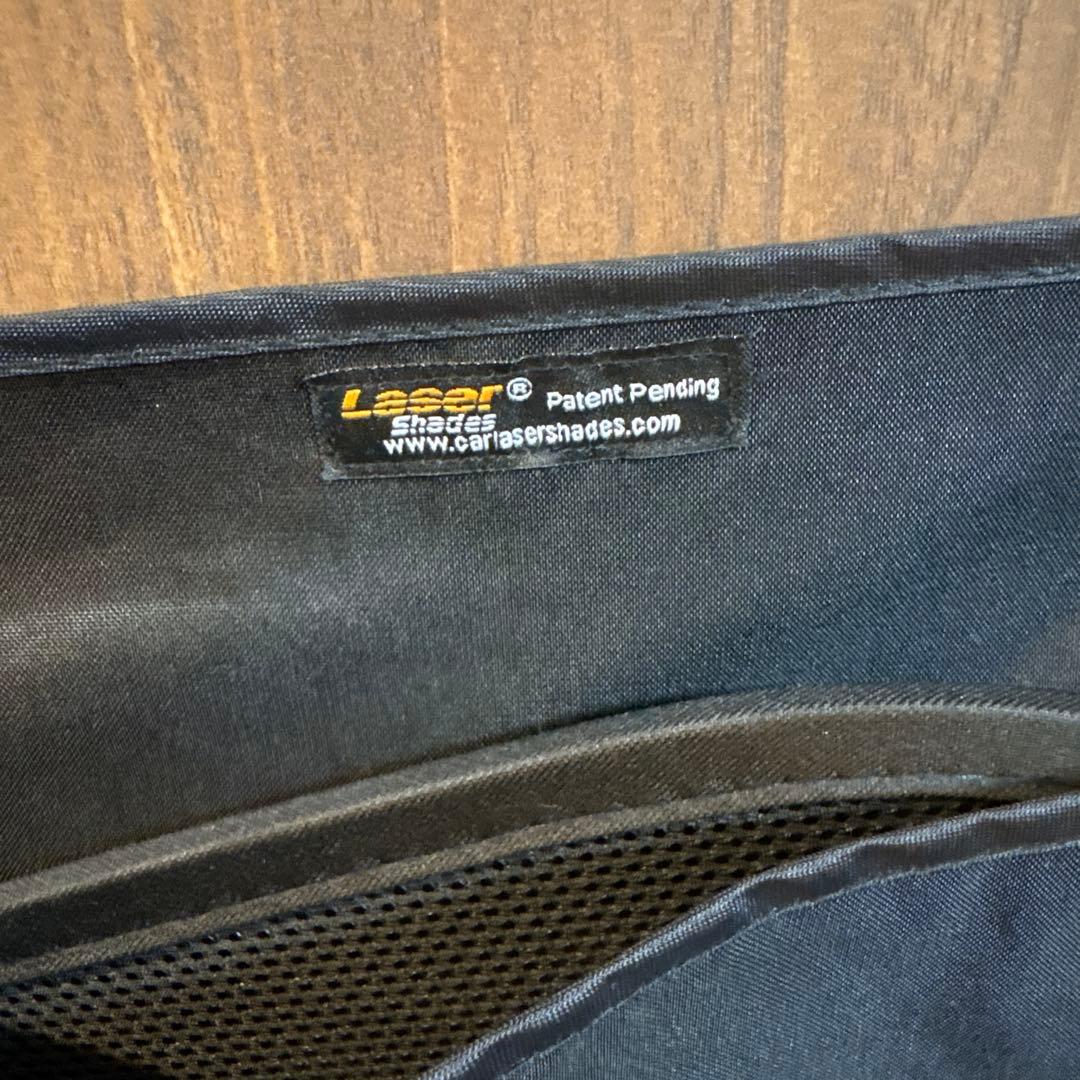 Laser® Patent Pending
Shades
www.carlasershades.com